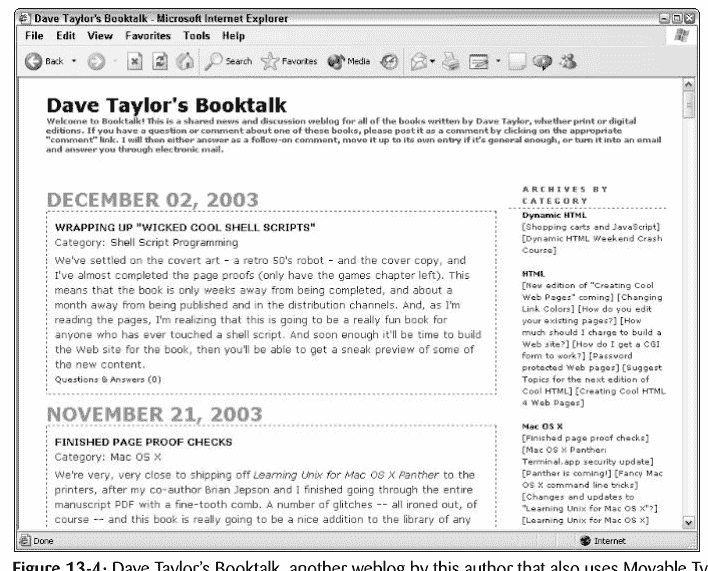 Dave Taylor's Booktalk - Microsoft Internet Explorer
File Edit View Favorites Tools Help
Back Search Favorites Media
Dave Taylor's Booktalk
Welcome to Booktalk! This is a shared news and discussion weblog for all of the books written by Dave Taylor, whether print or digital
editions. If you have a question or comment about one of these books, please post it as a comment by clicking on the appropriate
"comment" link. I will then either answer as a follow-on comment, move it up to its own entry if it's general enough, or turn it into an email
and answer you through electronic mail.
DECEMBER 02, 2003
WRAPPING UP "WICKED COOL SHELL SCRIPTS"
Category: Shell Script Programming
We've settled on the covert art - a retro 50's robot - and the cover copy, and
I've almost completed the page proofs (only have the games chapter left). This
means that the book is only weeks away from being completed, and about a
month away from being published and in the distribution channels. And, as I'm
reading the pages, I'm realizing that this is going to be a really fun book for
anyone who has ever touched a shell script. And soon enough it'll be time to build
the Web site for the book, then you'll be able to get a sneak preview of some of
the new content.
Questions & Answers (0)
NOVEMBER 21, 2003
FINISHED PAGE PROOF CHECKS
Category: Mac OS X
We're very, very close to shipping off Learning Unix for Mac OS X Panther to the
printers, after my co-author Brian Jepson and I finished going through the entire
manuscript PDF with a fine-tooth comb. A number of glitches -- all ironed out, of
course -- and this book is really going to be a nice addition to the library of any
ARCHIVES BY
CATEGORY
Dynamic HTML
[Shopping carts and JavaScript]
[Dynamic HTML Weekend Crash
Course]
HTML
[New edition of "Creating Cool
Web Pages" coming] [Changing
Link Colors] [How do you edit
your existing pages?] [How
much should I charge to build a
Web site?] [How do I get a CGI
form to work?] [Password
protected Web pages] [Suggest
Topics for the next edition of
Cool HTML] [Creating Cool HTML
4 Web Pages]
Mac OS X
[Finished page proof checks]
[Mac OS X Panther:
Terminal.app security update]
[Panther is coming!] [Fancy Mac
OS X command line tricks]
[Changes and updates to
"Learning Unix for Mac OS X"?]
[Learning Unix for Mac OS X]
Done Internet
Figure 13-4: Dave Taylor's Booktalk, another weblog by this author that also uses Movable Ty